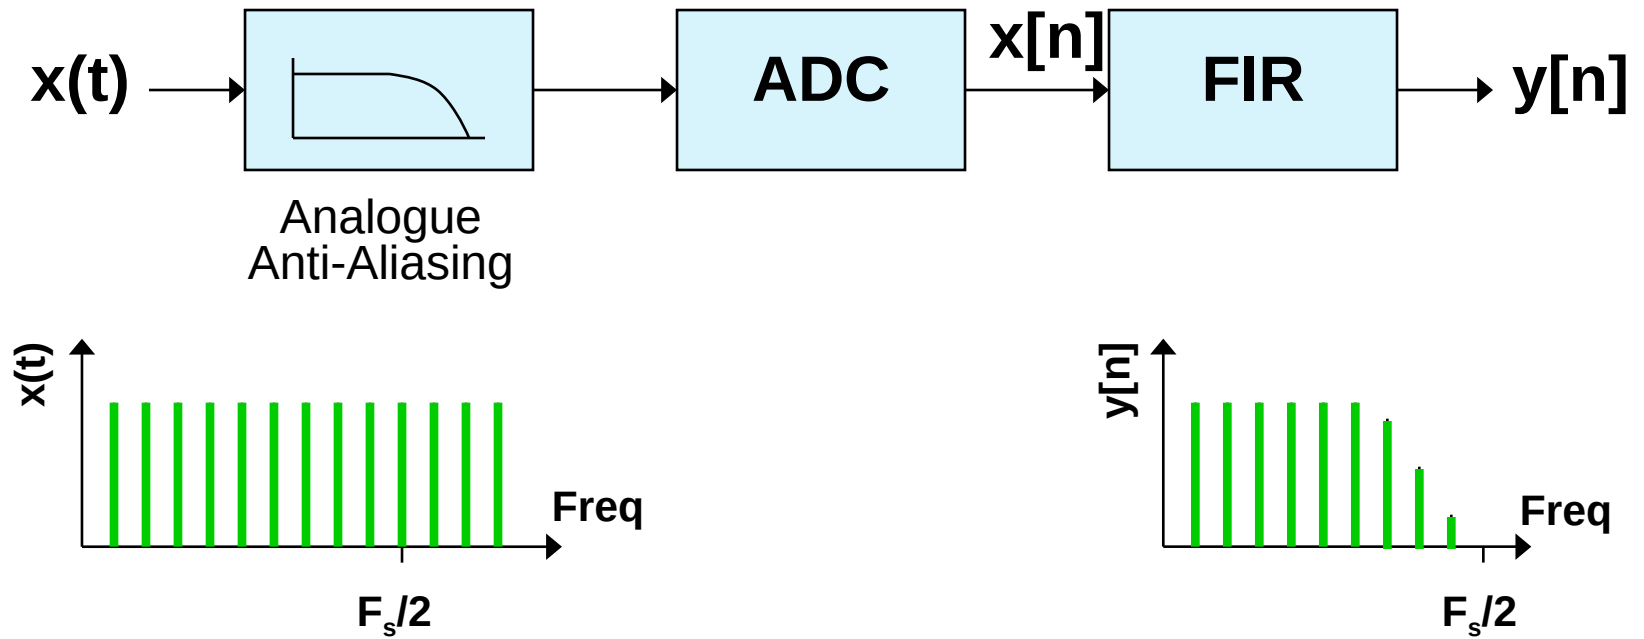 x(t)
ADC
x[n]
FIR
y[n]
Analogue
Anti-Aliasing
x(t)
Freq
Fs/2
y[n]
Freq
Fs/2